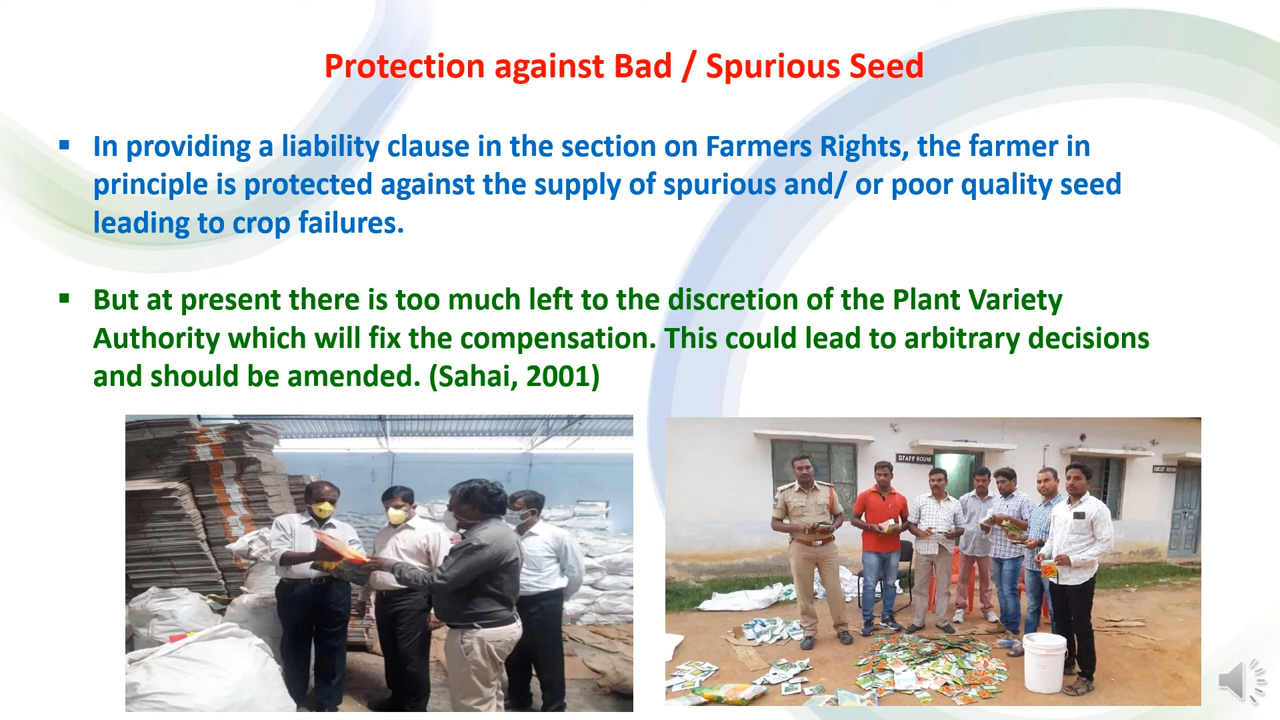 Protection against Bad / Spurious Seed
▪ In providing a liability clause in the section on Farmers Rights, the farmer in
principle is protected against the supply of spurious and/ or poor quality seed
leading to crop failures.
▪ But at present there is too much left to the discretion of the Plant Variety
Authority which will fix the compensation. This could lead to arbitrary decisions
and should be amended. (Sahai, 2001)
STAFF ROOM
GUEST ROOM